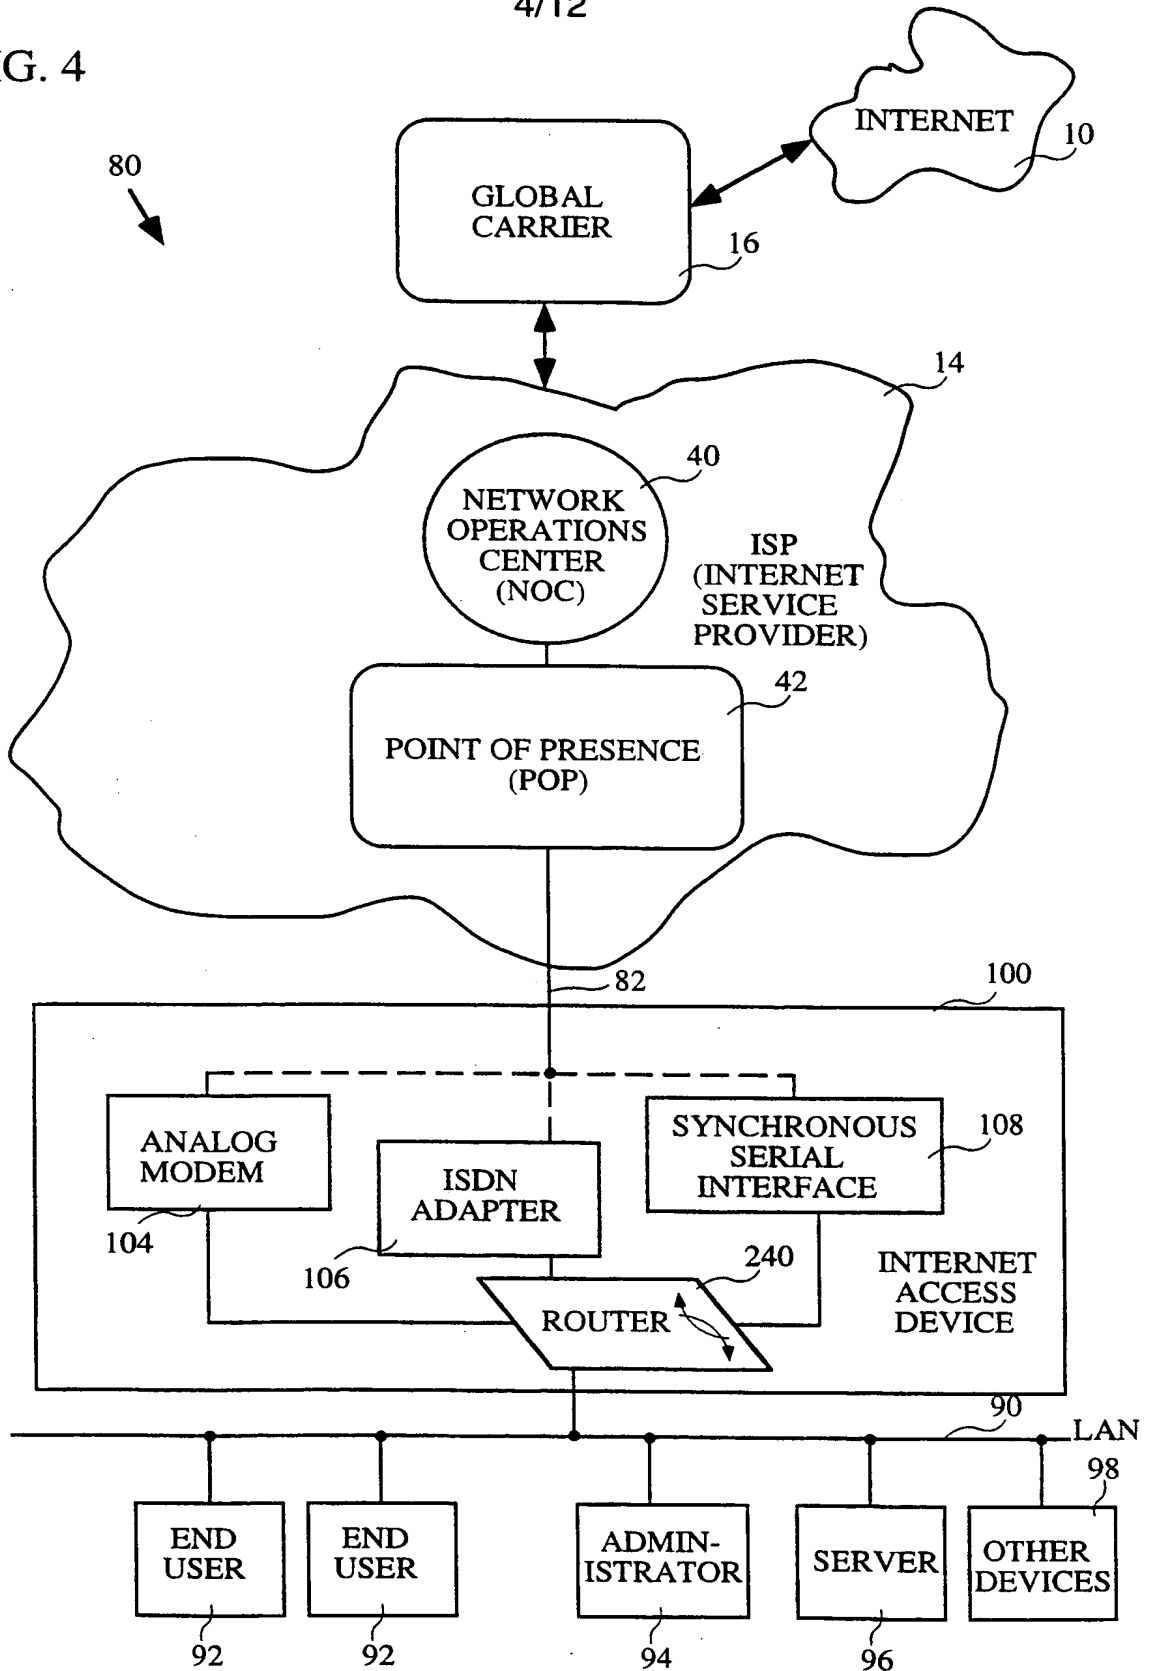 4/12
G. 4
INTERNET
10
80
GLOBAL
CARRIER
16
14
40
NETWORK
OPERATIONS
CENTER
(NOC)
ISP
(INTERNET
SERVICE
PROVIDER)
42
POINT OF PRESENCE
(POP)
82
100
ANALOG
MODEM
104
ISDN
ADAPTER
106
SYNCHRONOUS
SERIAL
INTERFACE
108
240
ROUTER
INTERNET
ACCESS
DEVICE
90
LAN
98
END
USER
92
END
USER
92
ADMIN-
ISTRATOR
94
SERVER
96
OTHER
DEVICES